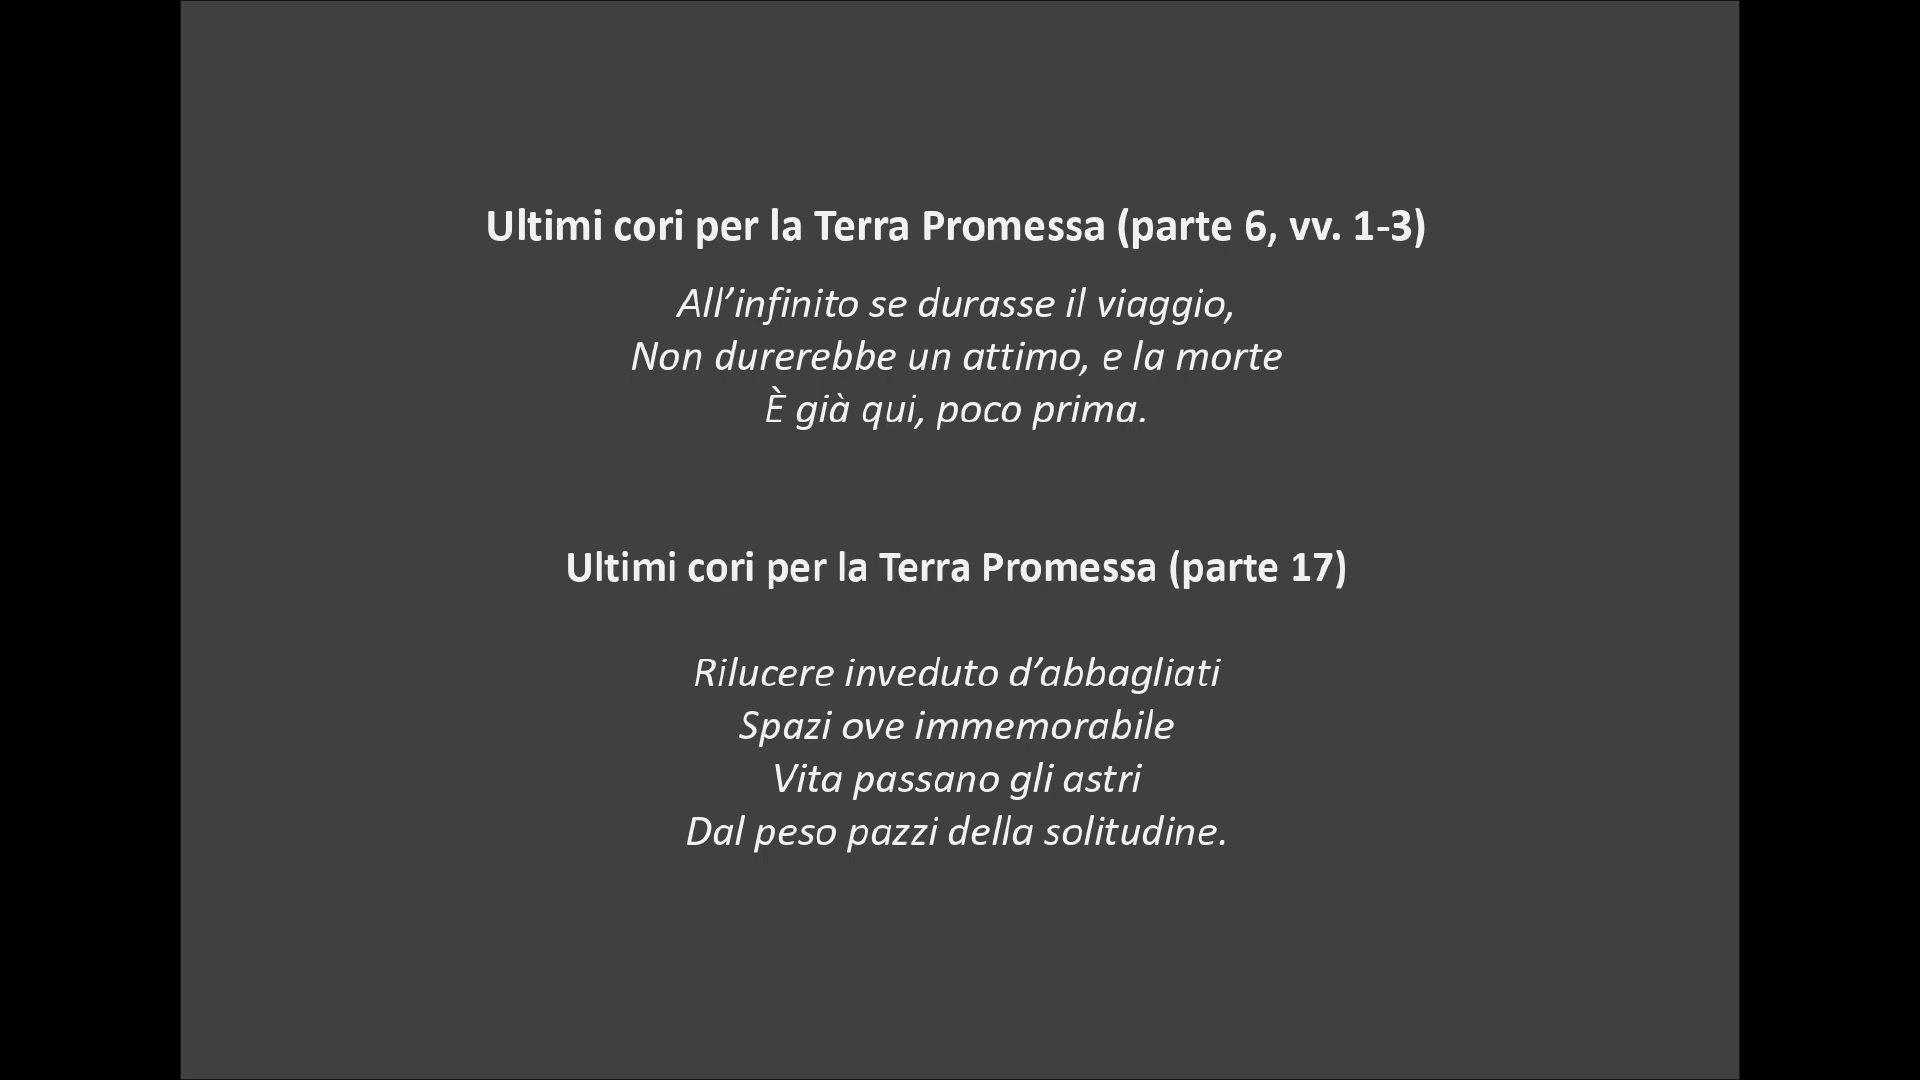 Ultimi cori per la Terra Promessa (parte 6, vv. 1-3)
All’infinito se durasse il viaggio,
Non durerebbe un attimo, e la morte
È già qui, poco prima.
Ultimi cori per la Terra Promessa (parte 17)
Rilucere inveduto d’abbagliati
Spazi ove immemorabile
Vita passano gli astri
Dal peso pazzi della solitudine.